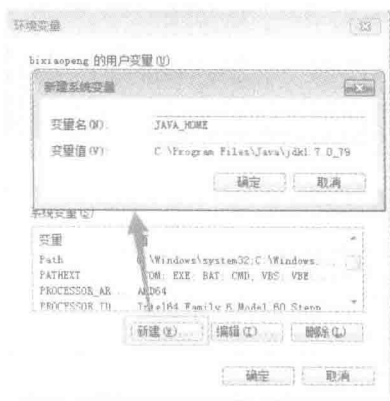 环境变量
bixiaopeng 的用户变量(U)
新建系统变量
变量名(N): JAVA_HOME
变量值(V): C:\Program Files\Java\jdk1.7.0_79
确定 取消
系统变量(S)
变量 值
Path C:\Windows\system32;C:\Windows...
PATHEXT .COM;.EXE;.BAT;.CMD;.VBS;.VBE...
PROCESSOR_AR... AMD64
PROCESSOR_ID... Intel64 Family 6 Model 60 Stepp...
新建(W)... 编辑(I)... 删除(L)
确定 取消